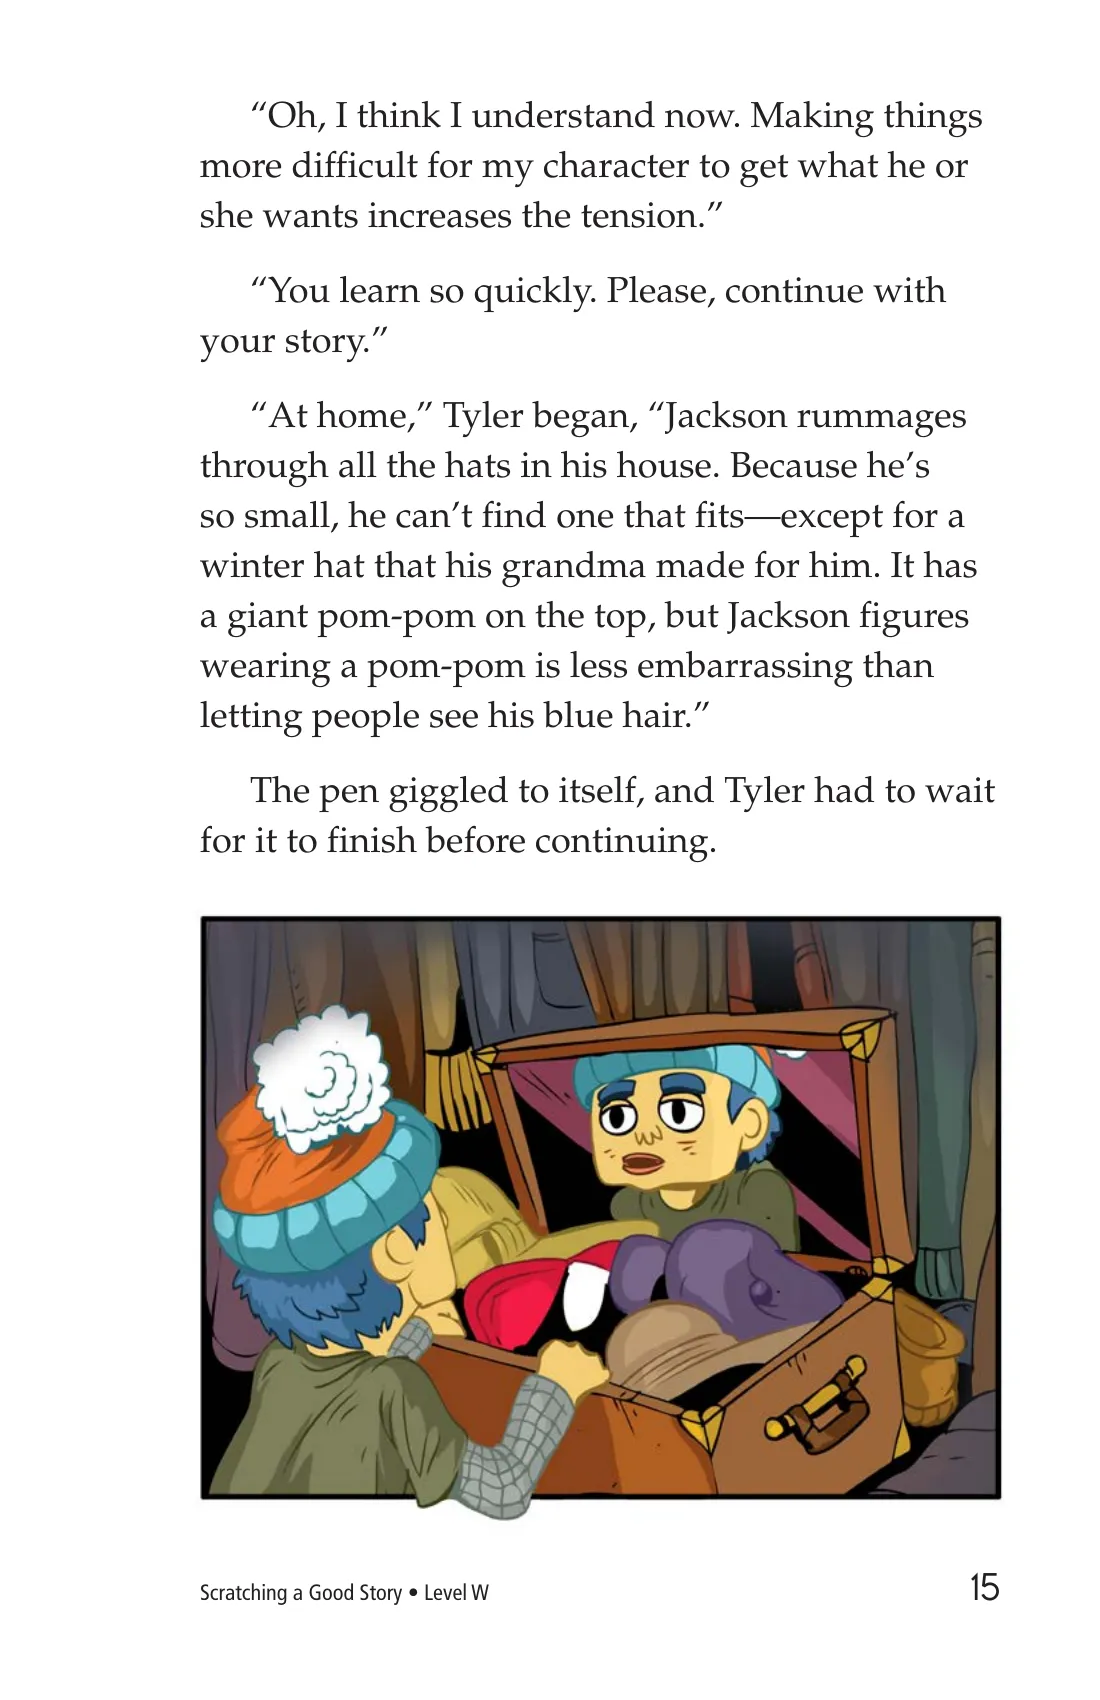 “Oh, I think I understand now. Making things
more difficult for my character to get what he or
she wants increases the tension.”
“You learn so quickly. Please, continue with
your story.”
“At home,” Tyler began, “Jackson rummages
through all the hats in his house. Because he’s
so small, he can’t find one that fits—except for a
winter hat that his grandma made for him. It has
a giant pom-pom on the top, but Jackson figures
wearing a pom-pom is less embarrassing than
letting people see his blue hair.”
The pen giggled to itself, and Tyler had to wait
for it to finish before continuing.
Scratching a Good Story • Level W
15